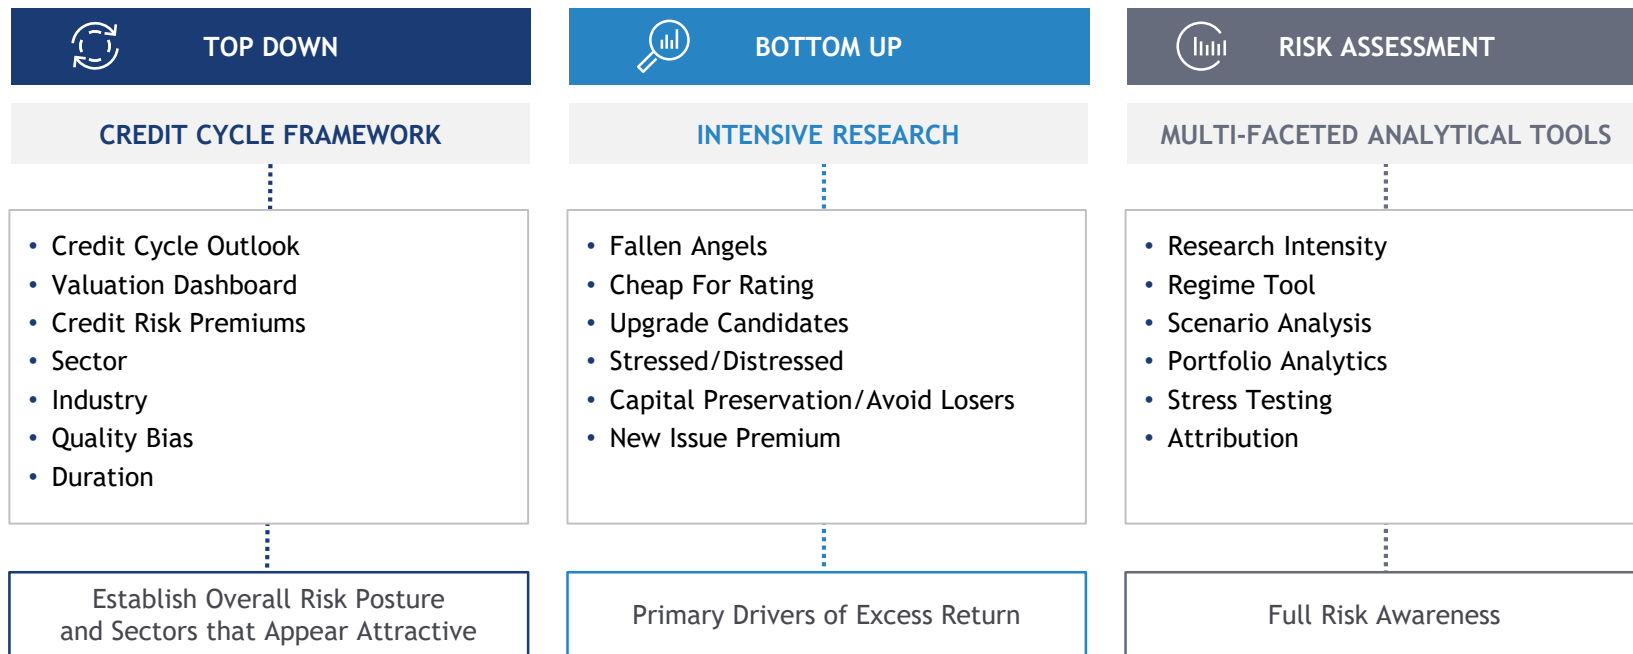 TOP DOWN
CREDIT CYCLE FRAMEWORK
• Credit Cycle Outlook
• Valuation Dashboard
• Credit Risk Premiums
• Sector
• Industry
• Quality Bias
• Duration
Establish Overall Risk Posture
and Sectors that Appear Attractive
BOTTOM UP
INTENSIVE RESEARCH
• Fallen Angels
• Cheap For Rating
• Upgrade Candidates
• Stressed/Distressed
• Capital Preservation/Avoid Losers
• New Issue Premium
Primary Drivers of Excess Return
RISK ASSESSMENT
MULTI-FACETED ANALYTICAL TOOLS
• Research Intensity
• Regime Tool
• Scenario Analysis
• Portfolio Analytics
• Stress Testing
• Attribution
Full Risk Awareness